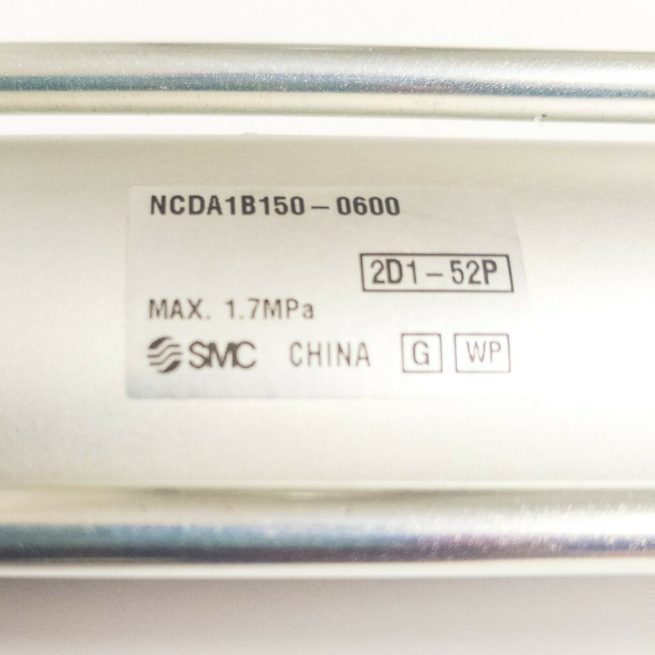 NCDA1B150-0600
2D1-52P
MAX. 1.7MPa
SMC CHINA G WP